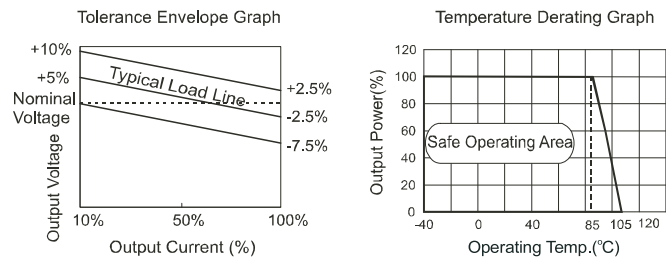 Tolerance Envelope Graph
+10%
+5%
Nominal
Voltage
Output Voltage
Typical Load Line
+2.5%
-2.5%
-7.5%
10%
50%
100%
Output Current (%)
Temperature Derating Graph
120
100
80
60
40
20
0
Output Power(%)
Safe Operating Area
-40
0
40
85
105
120
Operating Temp.(℃)